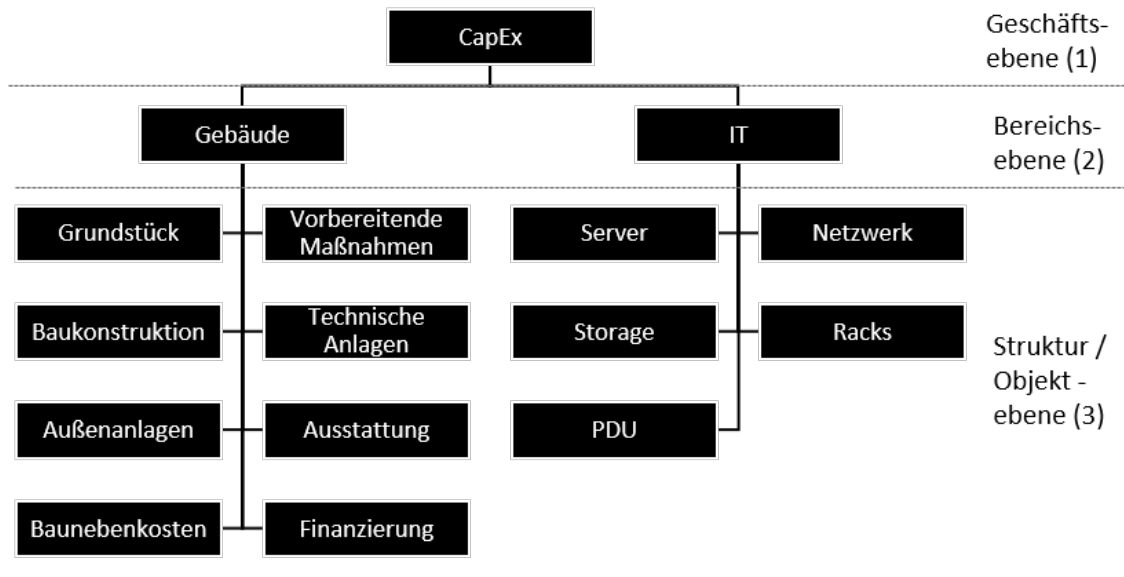 CapEx
Geschäfts-
ebene (1)
Gebäude
IT
Bereichs-
ebene (2)
Grundstück
Vorbereitende
Maßnahmen
Server
Netzwerk
Baukonstruktion
Technische
Anlagen
Storage
Racks
Struktur /
Objekt -
ebene (3)
Außenanlagen
Ausstattung
PDU
Baunebenkosten
Finanzierung